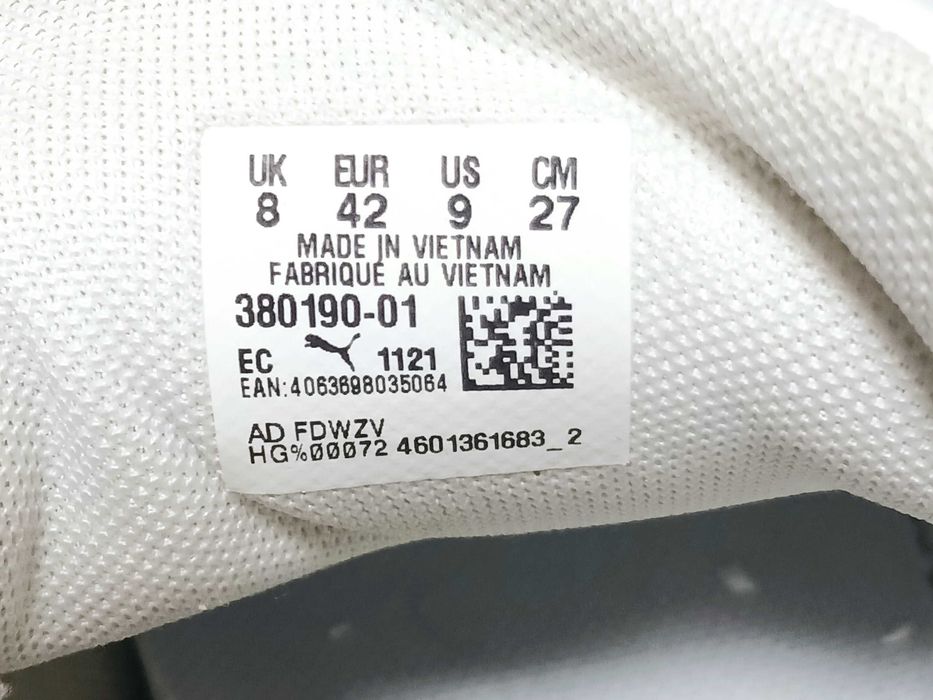 UK EUR US CM
8 42 9 27
MADE IN VIETNAM
FABRIQUÉ AU VIETNAM
380190-01
EC 1121
EAN:4063698035064
AD FDWZV
HG%00072 4601361683_2